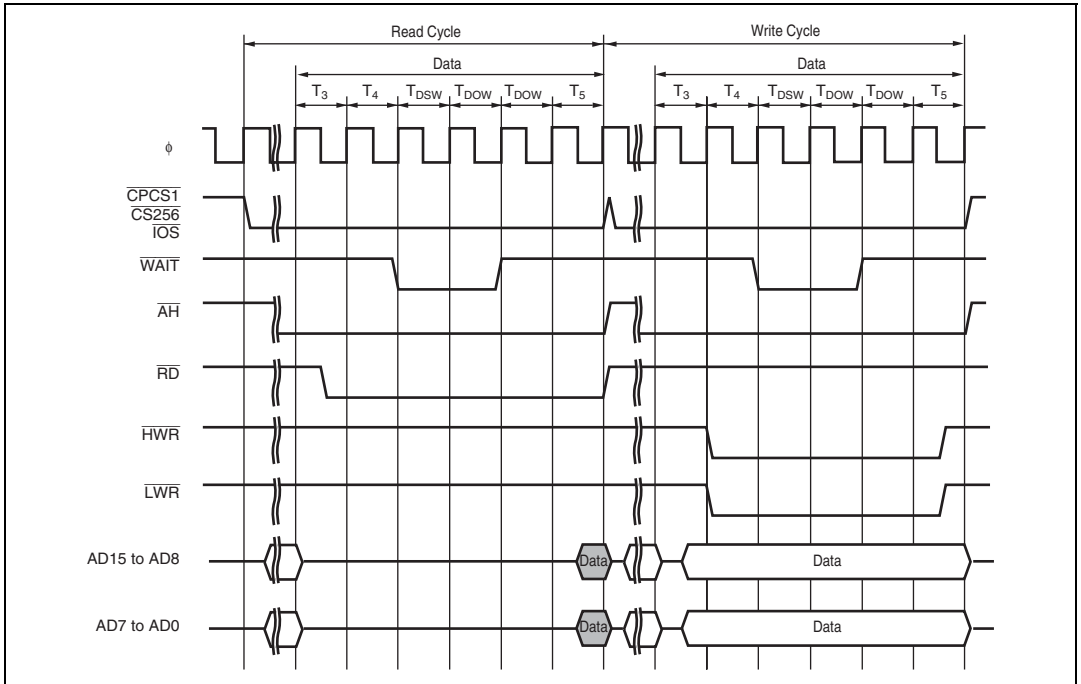 Read Cycle Write Cycle
Data Data
T3 T4 TDSW TDOW TDOW T5 T3 T4 TDSW TDOW TDOW T5
ϕ
CPCS1
CS256
IOS
WAIT
AH
RD
HWR
LWR
AD15 to AD8 Data Data
AD7 to AD0 Data Data